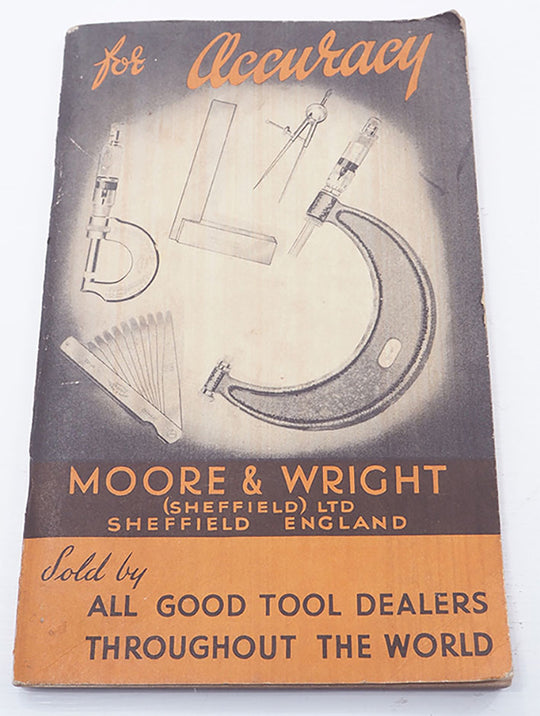 for Accuracy
MOORE & WRIGHT
(SHEFFIELD) LTD
SHEFFIELD ENGLAND
Sold by
ALL GOOD TOOL DEALERS
THROUGHOUT THE WORLD